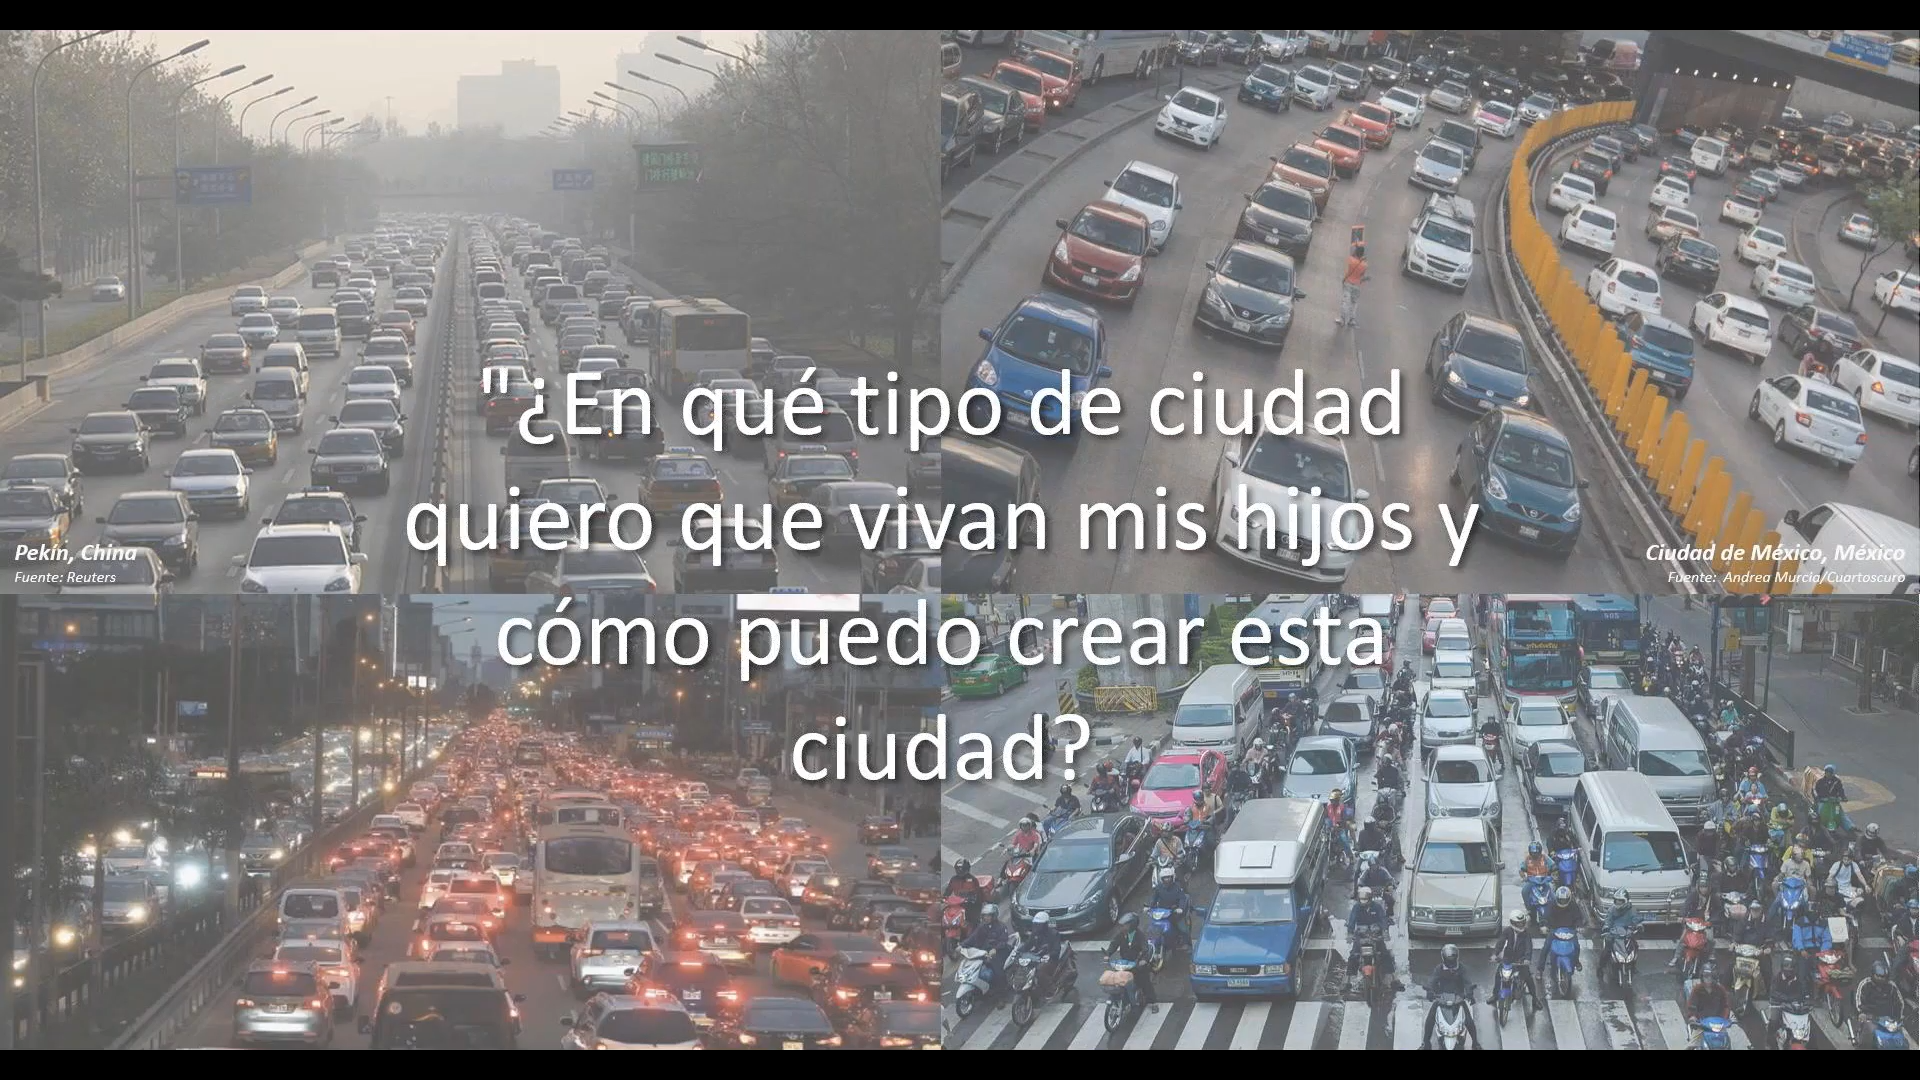 "¿En qué tipo de ciudad
quiero que vivan mis hijos y
cómo puedo crear esta
ciudad?
Pekín, China
Fuente: Reuters
Ciudad de México, México
Fuente: Andrea Murcia/Cuartoscuro